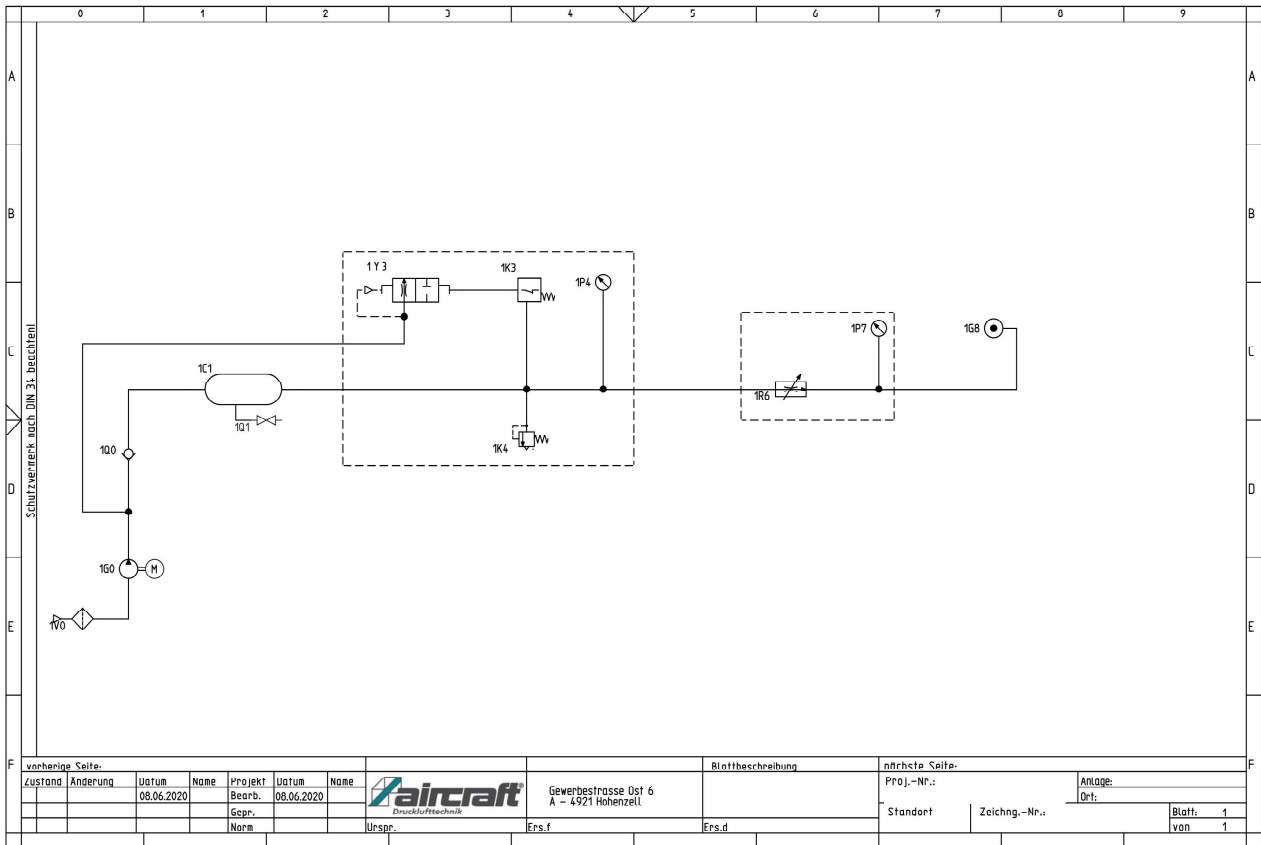 0 1 2 3 4 5 6 7 8 9
A A
B B
C C
D D
E E
F F
Schutzvermerk nach DIN 34 beachten!
1Y3
1K3
1P4
1P7
1G8
1C1
1R6
1Q1
1Q0
1K4
1G0
M
1V0
vorherige Seite: Blattbeschreibung nächste Seite:
Zustand Änderung Datum Name Projekt Datum Name
08.06.2020 Bearb. 08.06.2020
Gepr.
Norm
aircraft
Drucklufttechnik
Urspr.
Gewerbestrasse Ost 6
A - 4921 Hohenzell
Ers.f
Ers.d
Proj.-Nr.: Anlage:
Ort:
Standort Zeichng.-Nr.: Blatt: 1
von 1